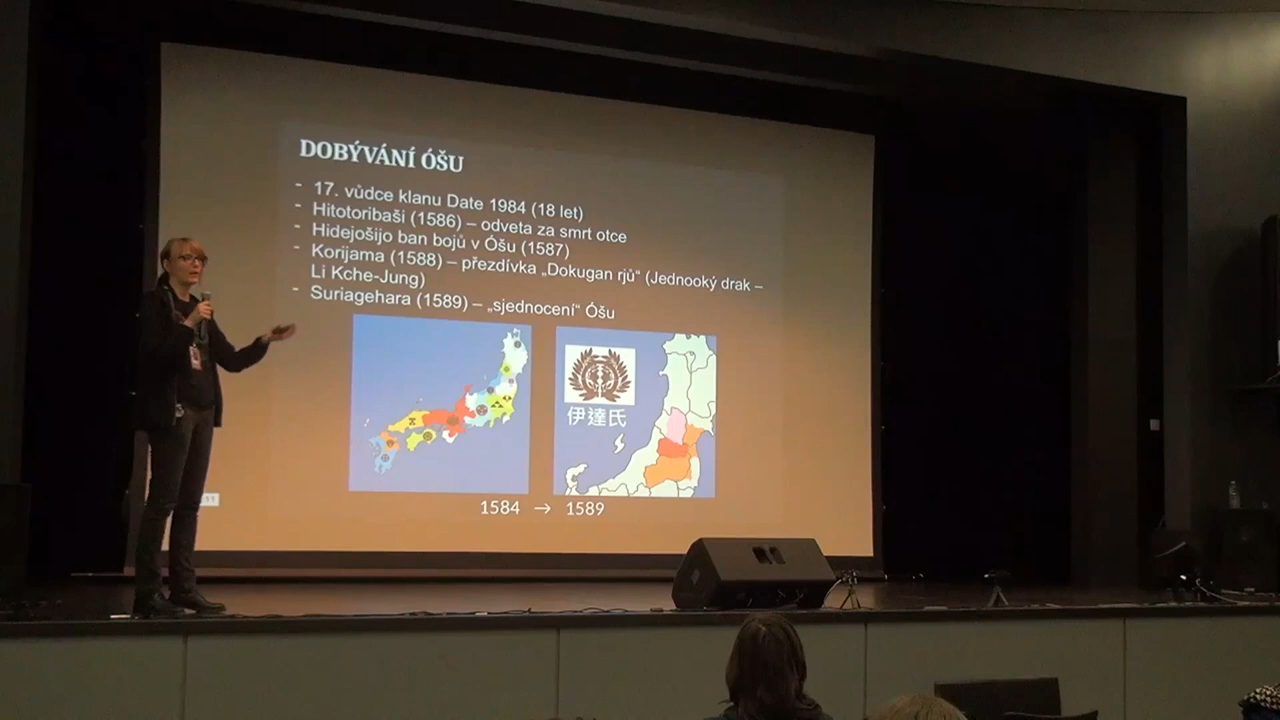 DOBÝVÁNÍ ÓŠU
- 17. vůdce klanu Date 1984 (18 let)
- Hitotoribaši (1586) – odveta za smrt otce
- Hidejošijo ban bojů v Óšu (1587)
- Korijama (1588) – přezdívka „Dokugan rjú“ (Jednooký drak –
Li Kche-Jung)
- Suriagehara (1589) – „sjednocení“ Óšu
伊達氏
1584 → 1589